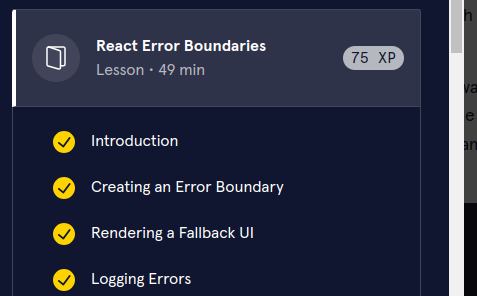 React Error Boundaries
Lesson · 49 min
75 XP
Introduction
Creating an Error Boundary
Rendering a Fallback UI
Logging Errors